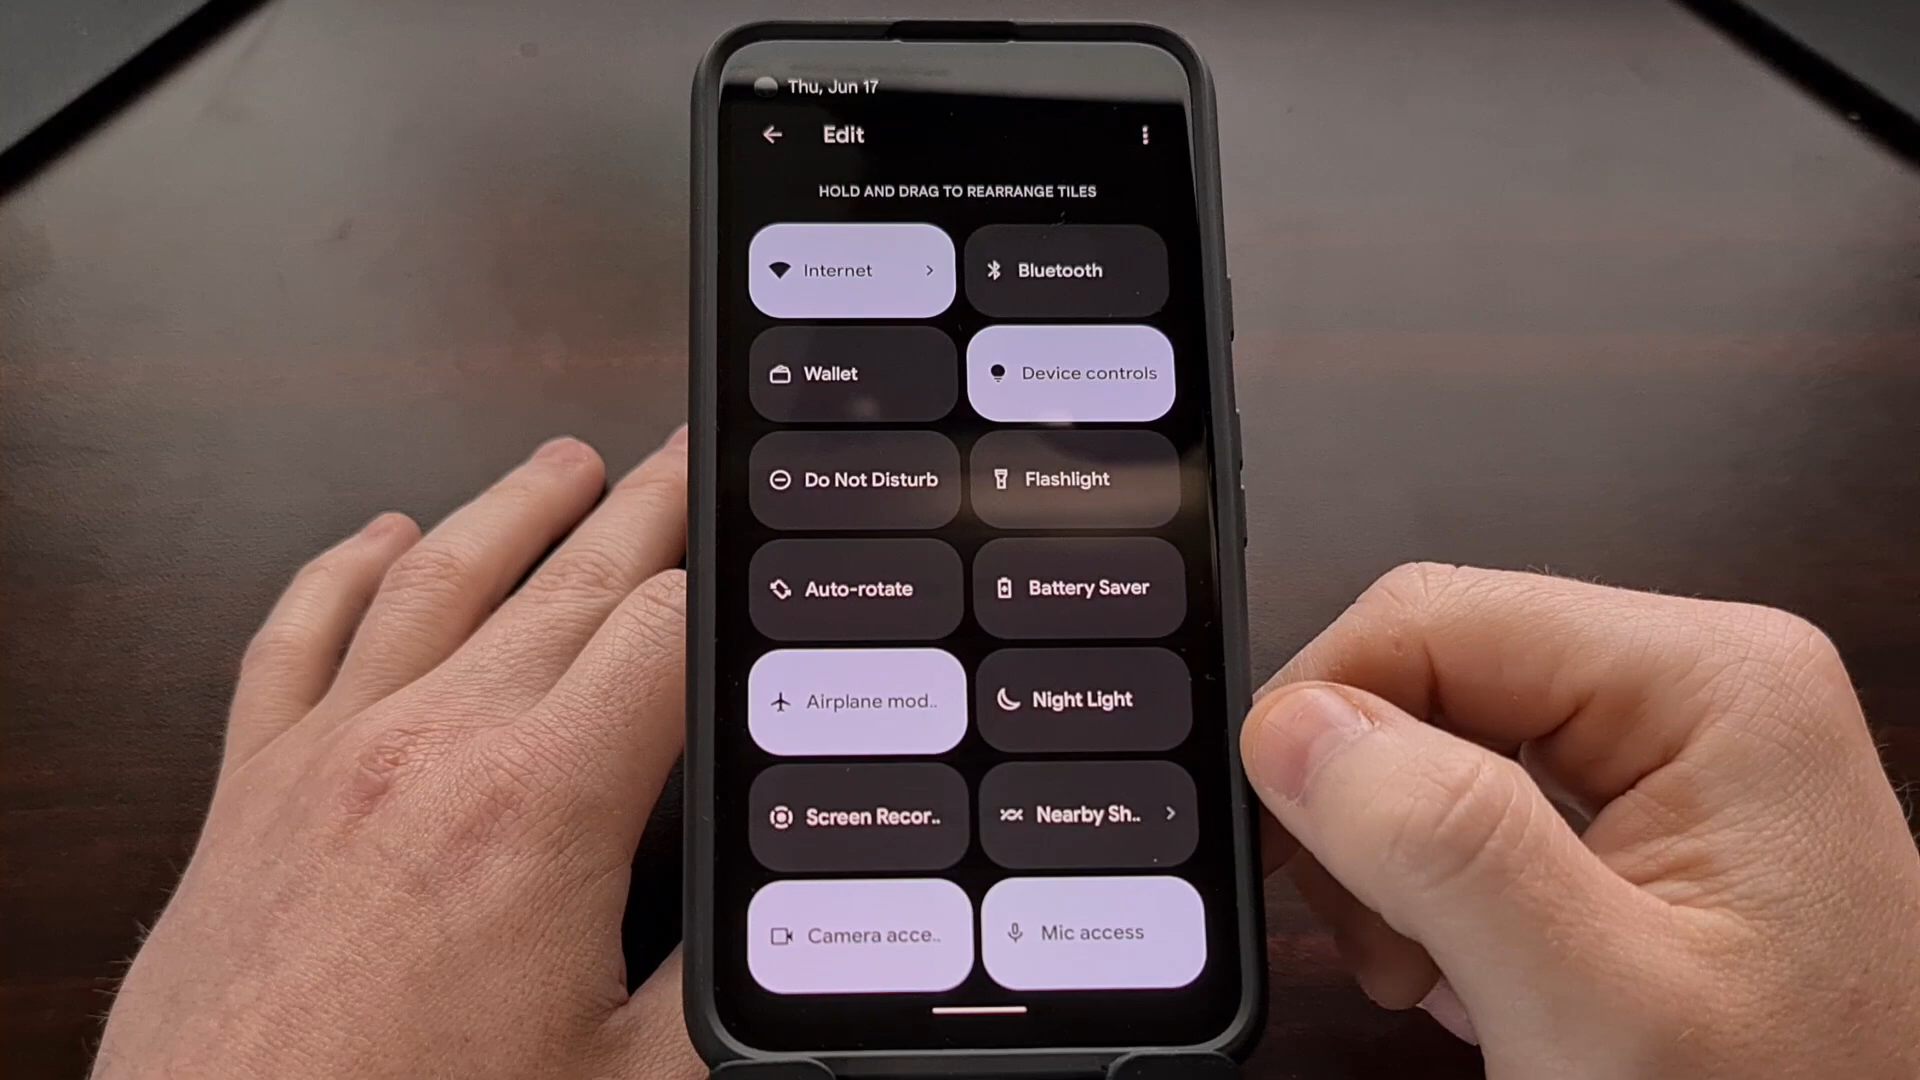 Thu, Jun 17
Edit
HOLD AND DRAG TO REARRANGE TILES
Internet
Bluetooth
Wallet
Device controls
Do Not Disturb
Flashlight
Auto-rotate
Battery Saver
Airplane mod..
Night Light
Screen Recor..
Nearby Sh..
Camera acce..
Mic access